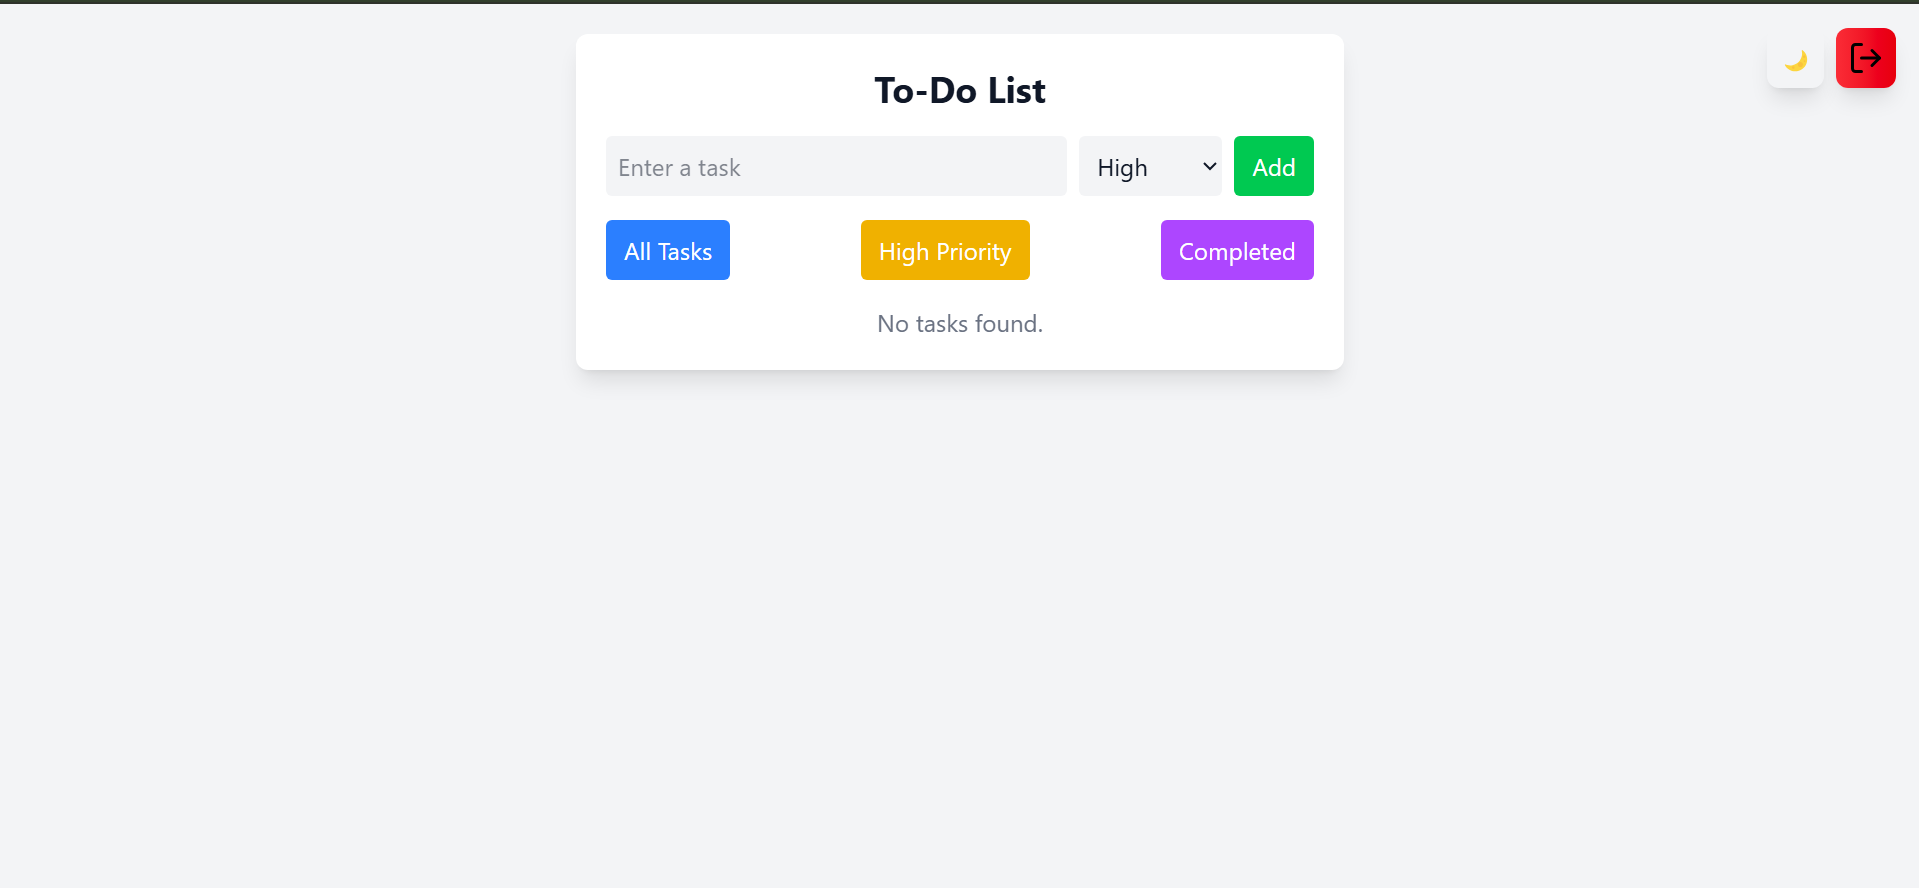 To-Do List
Enter a task High Add
All Tasks High Priority Completed
No tasks found.